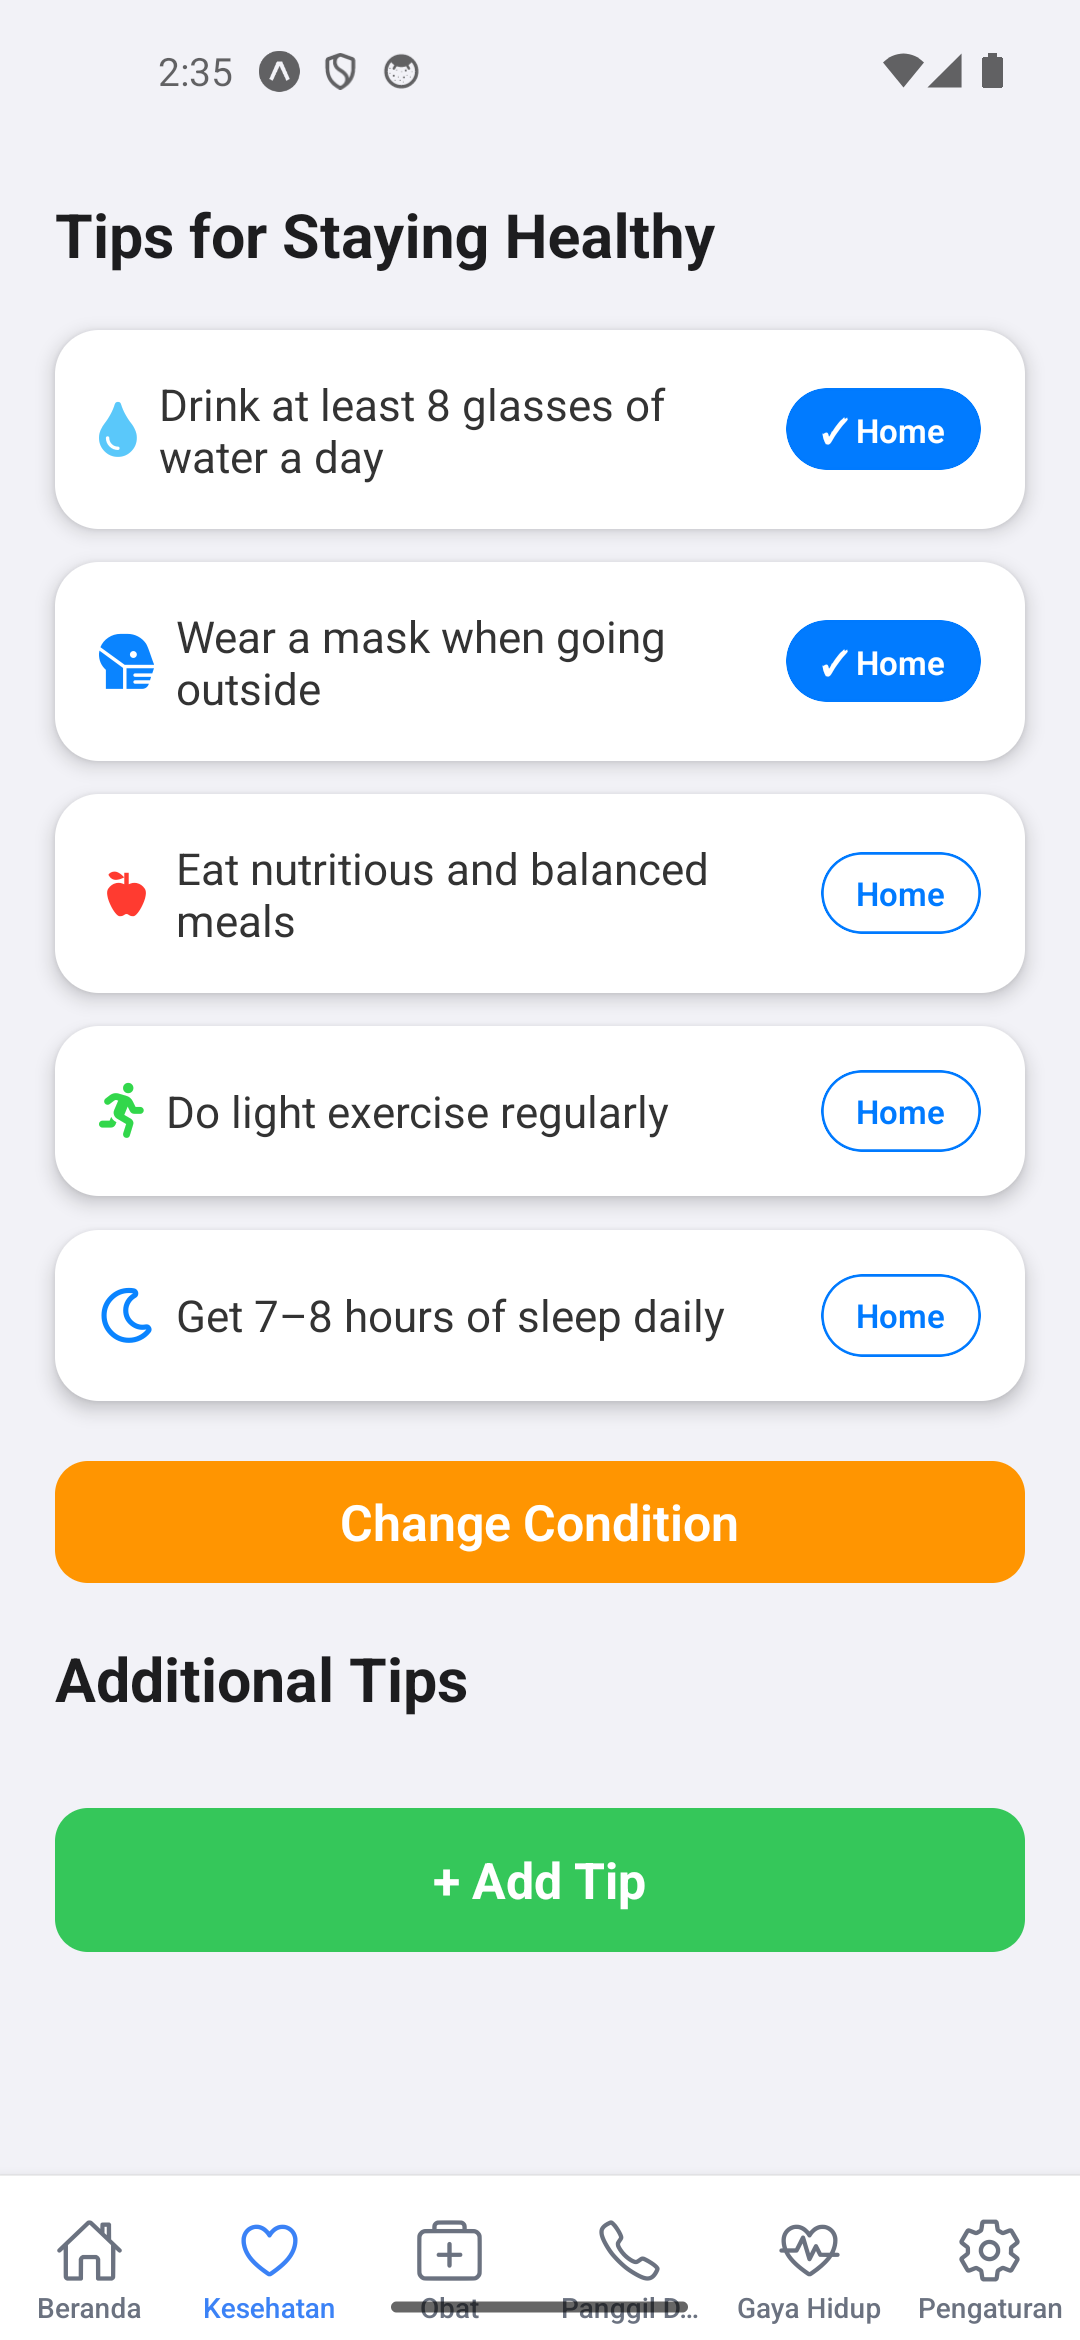 2:35
Tips for Staying Healthy
Drink at least 8 glasses of
water a day
✓ Home
Wear a mask when going
outside
✓ Home
Eat nutritious and balanced
meals
Home
Do light exercise regularly
Home
Get 7–8 hours of sleep daily
Home
Change Condition
Additional Tips
+ Add Tip
Beranda
Kesehatan
Obat
Panggil D...
Gaya Hidup
Pengaturan